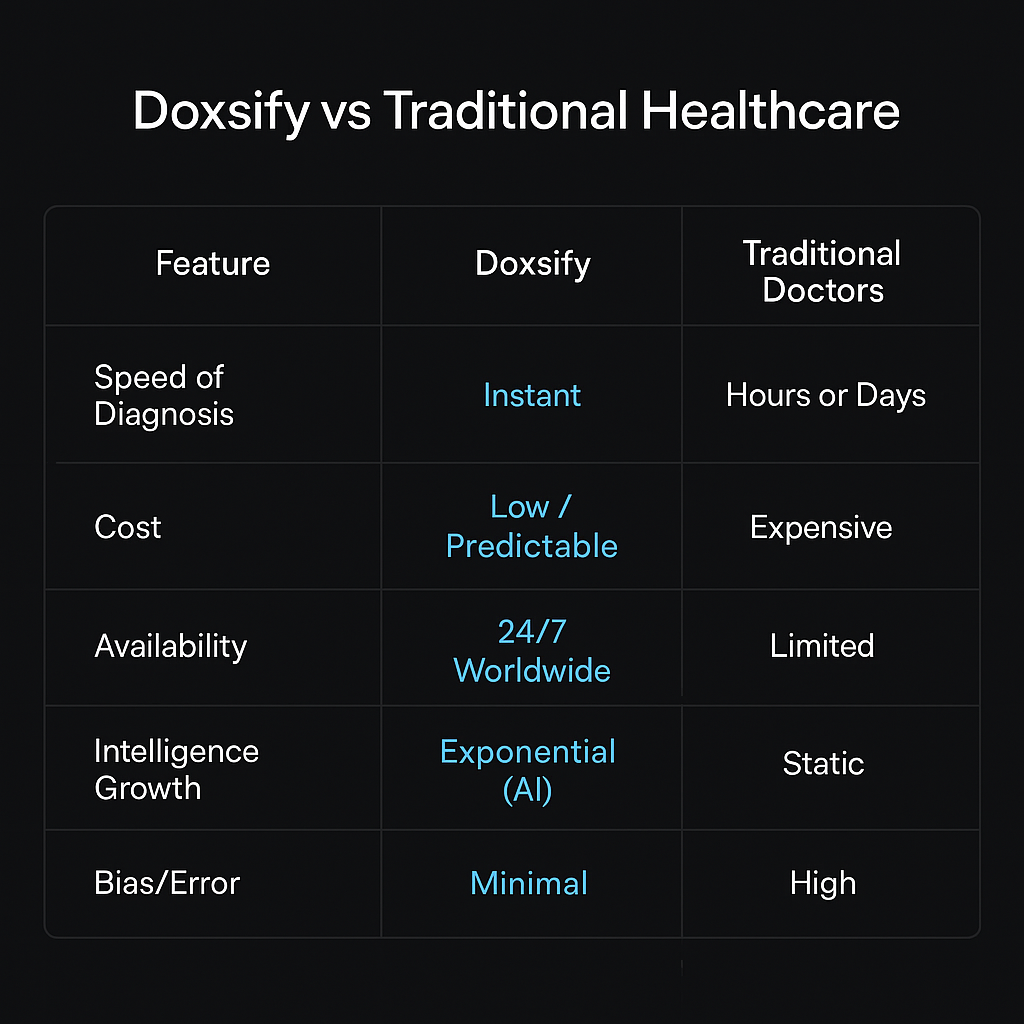 Doxsify vs Traditional Healthcare
Feature
Doxsify
Traditional
Doctors
Speed of
Diagnosis
Instant
Hours or Days
Cost
Low /
Predictable
Expensive
Availability
24/7
Worldwide
Limited
Intelligence
Growth
Exponential
(AI)
Static
Bias/Error
Minimal
High